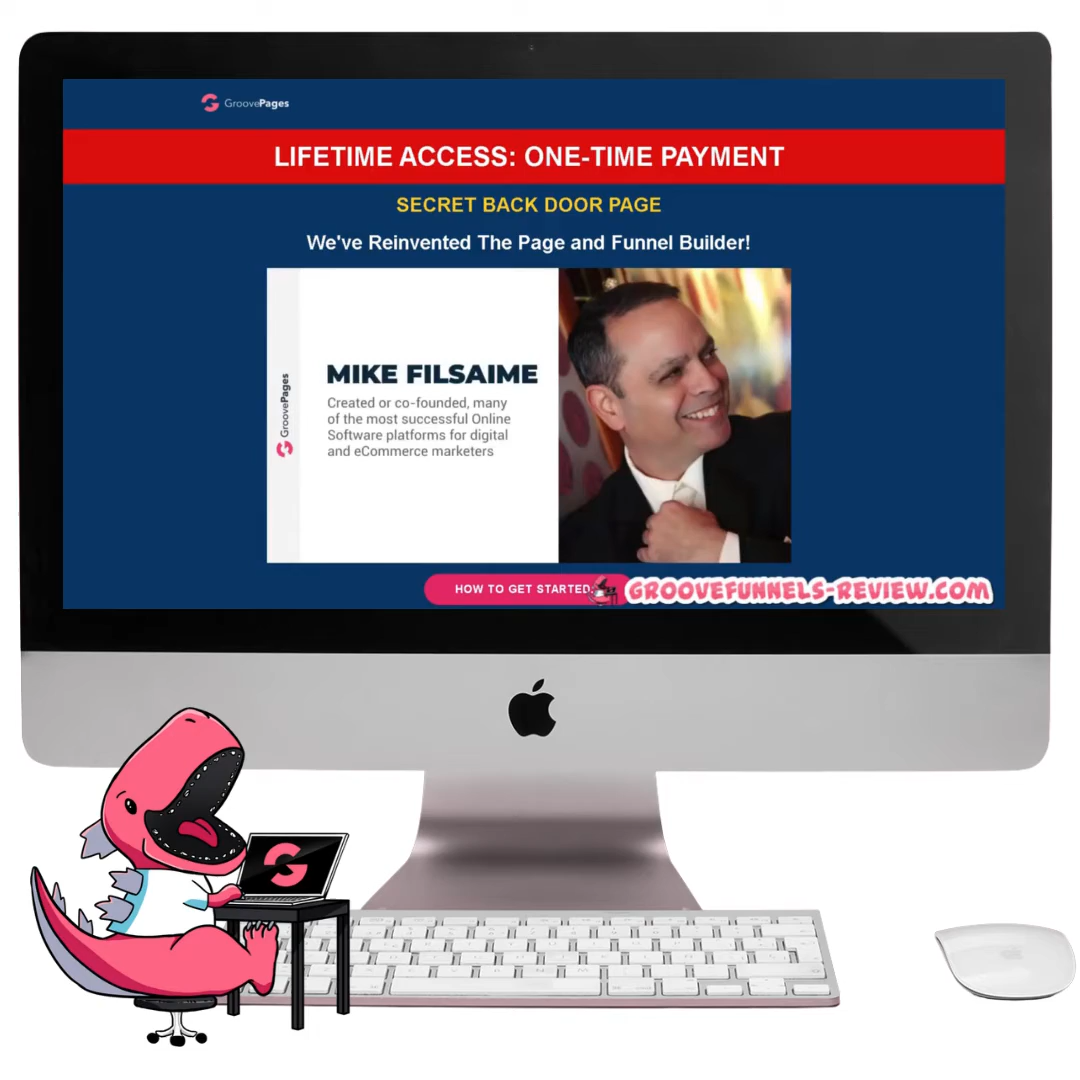 GroovePages
LIFETIME ACCESS: ONE-TIME PAYMENT
SECRET BACK DOOR PAGE
We've Reinvented The Page and Funnel Builder!
GroovePages
MIKE FILSAIME
Created or co-founded, many
of the most successful Online
Software platforms for digital
and eCommerce marketers
HOW TO GET STARTED
GROOVEFUNNELS-REVIEW.COM